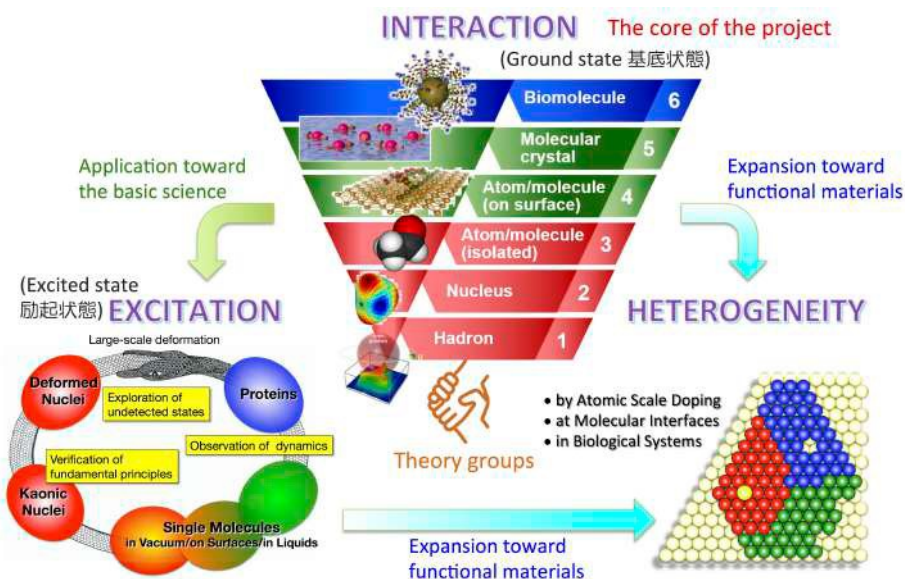 INTERACTION The core of the project
(Ground state 基底状態)
Biomolecule 6
Molecular
crystal 5
Atom/molecule
(on surface) 4
Atom/molecule
(isolated) 3
Nucleus 2
Hadron 1
Application toward
the basic science
Expansion toward
functional materials
(Excited state
励起状態) EXCITATION
HETEROGENEITY
Large-scale deformation
Deformed
Nuclei
Exploration of
undetected states
Proteins
Observation of dynamics
Verification of
fundamental principles
Kaonic
Nuclei
Single Molecules
in Vacuum/on Surfaces/in Liquids
Theory groups
• by Atomic Scale Doping
• at Molecular Interfaces
• in Biological Systems
Expansion toward
functional materials